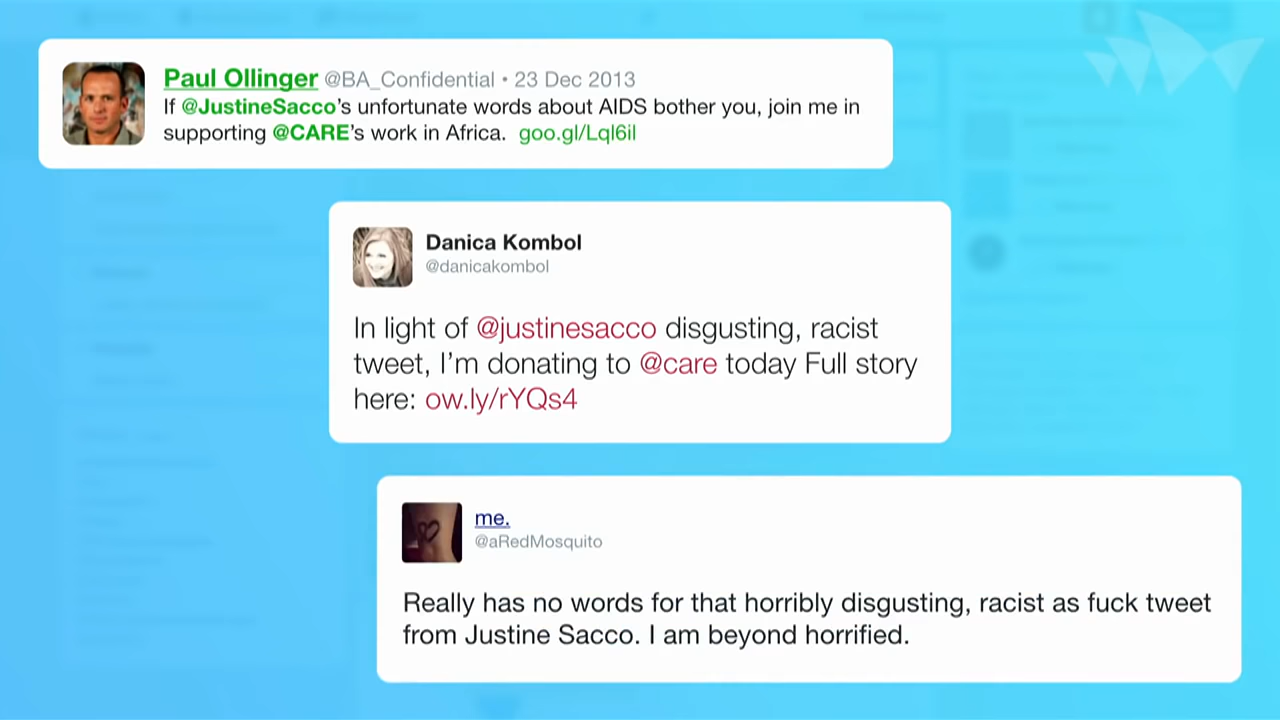 Paul Ollinger @BA_Confidential • 23 Dec 2013
If @JustineSacco's unfortunate words about AIDS bother you, join me in
supporting @CARE's work in Africa. goo.gl/Lql6il
Danica Kombol
@danicakombol
In light of @justinesacco disgusting, racist
tweet, I'm donating to @care today Full story
here: ow.ly/rYQs4
me.
@aRedMosquito
Really has no words for that horribly disgusting, racist as fuck tweet
from Justine Sacco. I am beyond horrified.